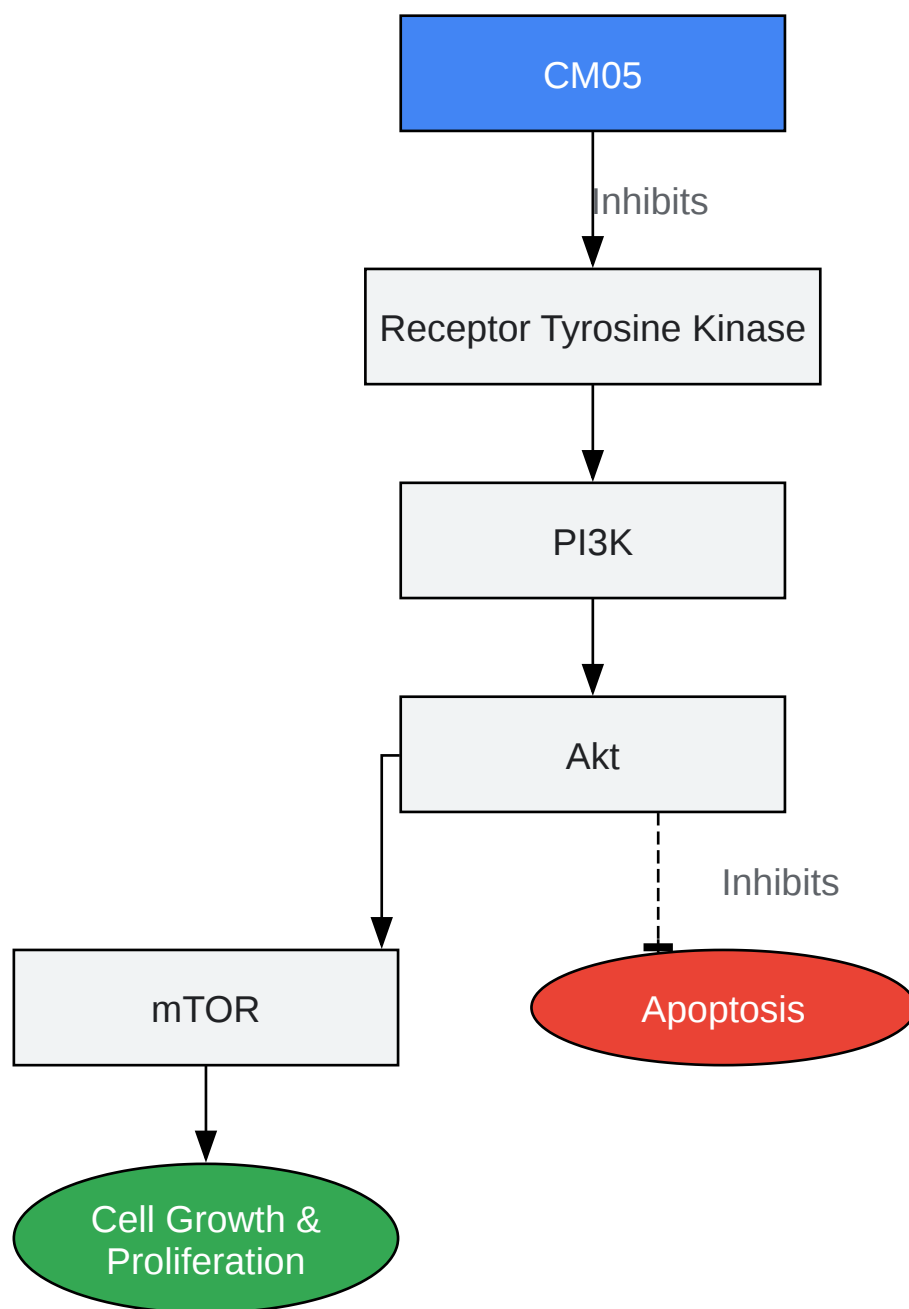 CM05
Inhibits
Receptor Tyrosine Kinase
PI3K
Akt
Inhibits
mTOR
Apoptosis
Cell Growth &
Proliferation